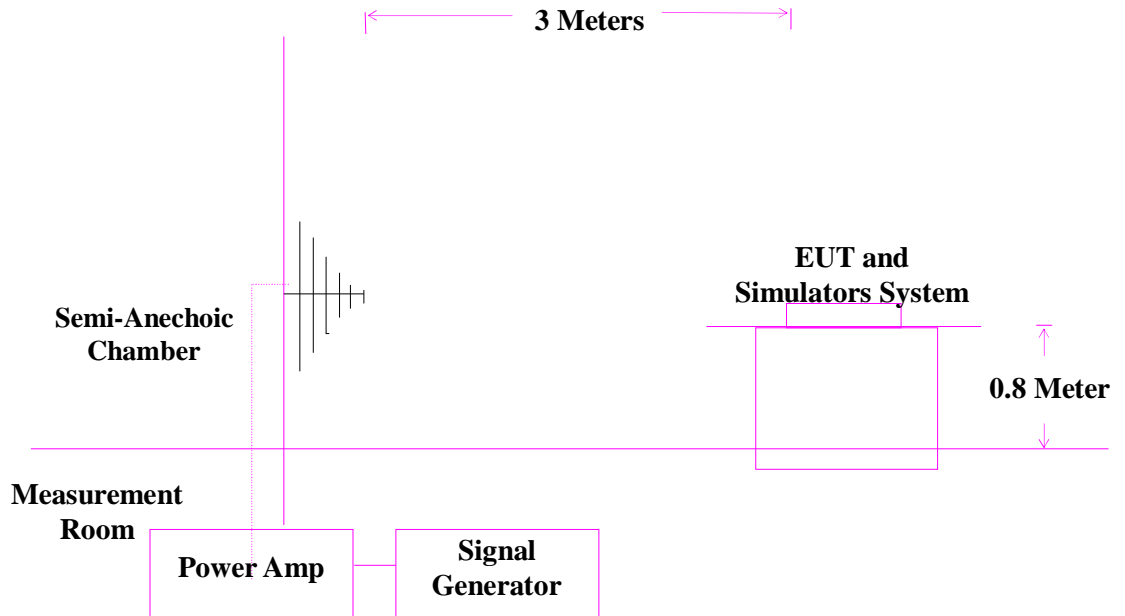 3 Meters
EUT and
Simulators System
Semi-Anechoic
Chamber
0.8 Meter
Measurement
Room
Power Amp
Signal
Generator